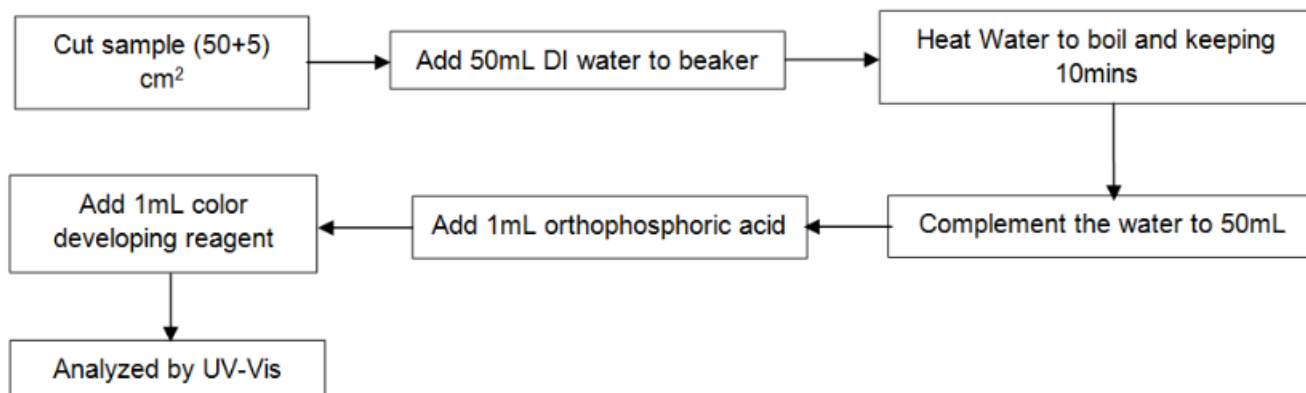 Cut sample (50+5)
cm²
Add 50mL DI water to beaker
Heat Water to boil and keeping
10mins
Complement the water to 50mL
Add 1mL orthophosphoric acid
Add 1mL color
developing reagent
Analyzed by UV-Vis